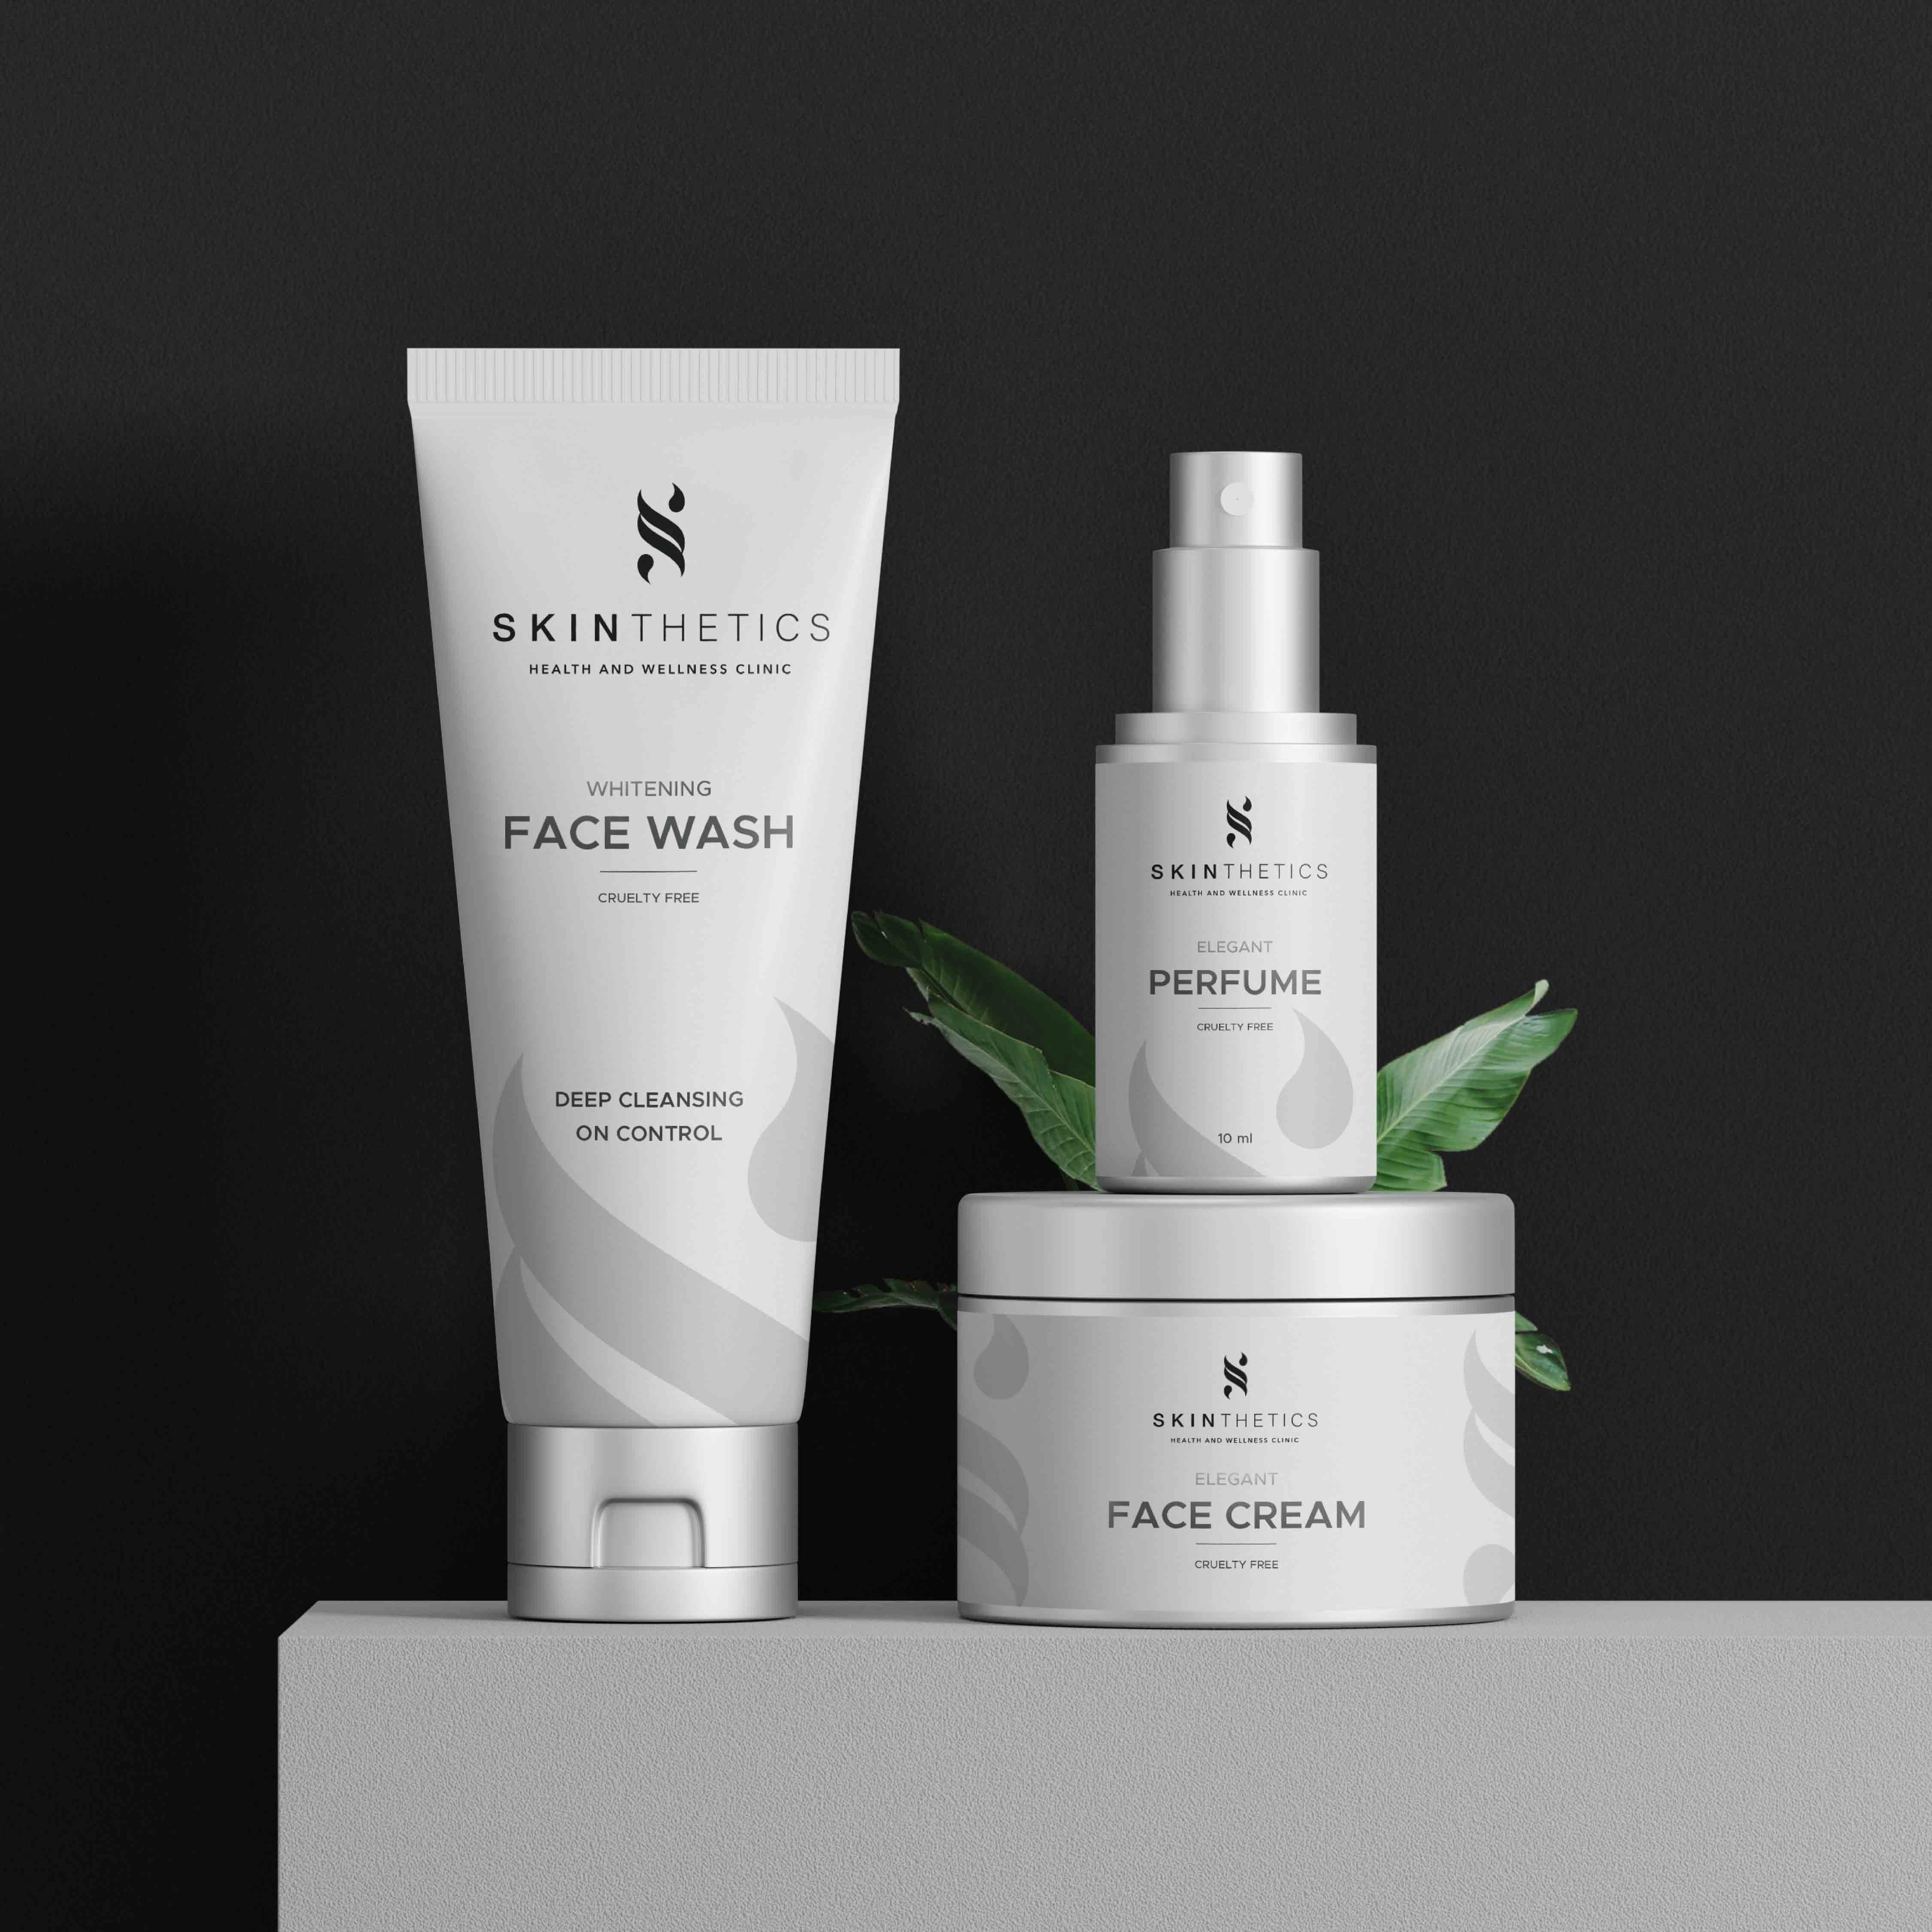 SKINTHETICS
HEALTH AND WELLNESS CLINIC
WHITENING
FACE WASH
CRUELTY FREE
DEEP CLEANSING
ON CONTROL
SKINTHETICS
HEALTH AND WELLNESS CLINIC
ELEGANT
PERFUME
CRUELTY FREE
10 ml
SKINTHETICS
HEALTH AND WELLNESS CLINIC
ELEGANT
FACE CREAM
CRUELTY FREE